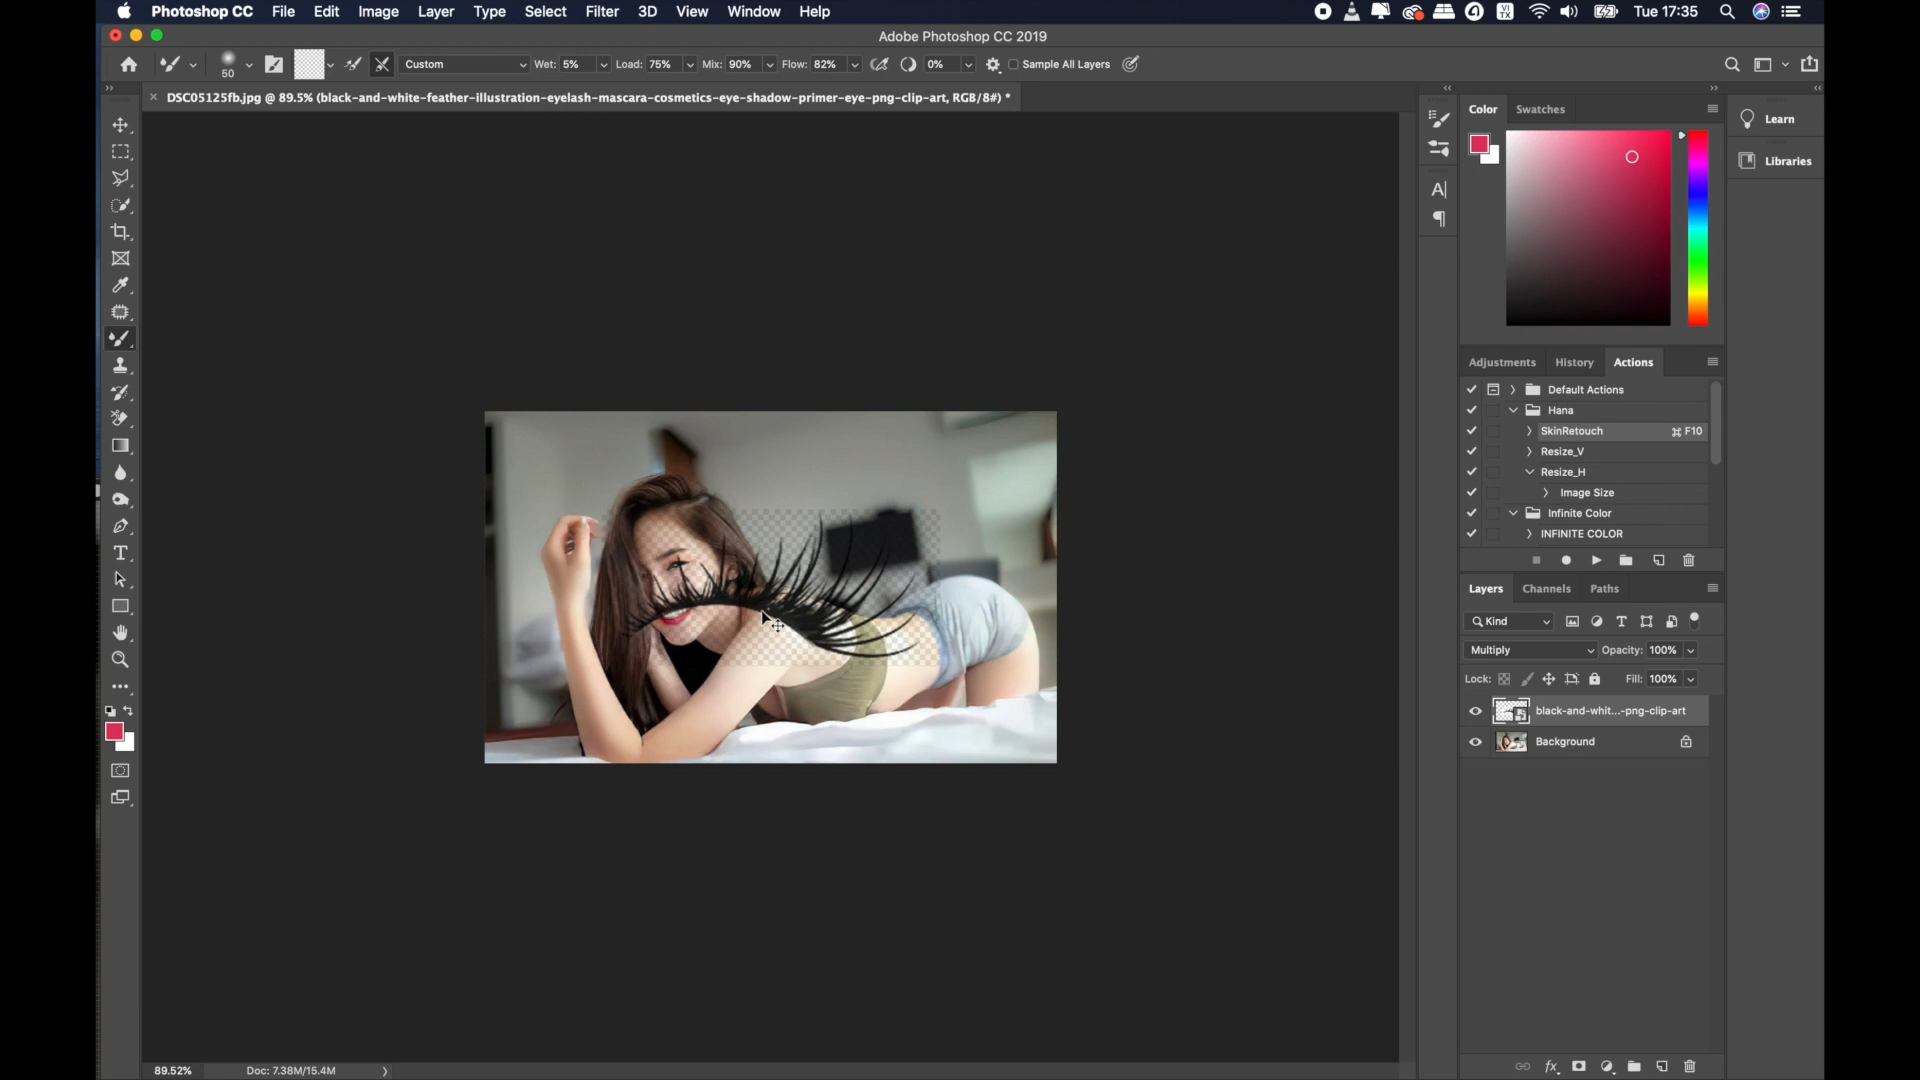 Photoshop CC File Edit Image Layer Type Select Filter 3D View Window Help VI TX Tue 17:35
Adobe Photoshop CC 2019
50 Custom Wet: 5% Load: 75% Mix: 90% Flow: 82% 0% Sample All Layers
DSC05125fb.jpg @ 89.5% (black-and-white-feather-illustration-eyelash-mascara-cosmetics-eye-shadow-primer-eye-png-clip-art, RGB/8#) *
Color Swatches
Learn
Libraries
Adjustments History Actions
Default Actions
Hana
SkinRetouch ⌘ F10
Resize_V
Resize_H
Image Size
Infinite Color
INFINITE COLOR
Layers Channels Paths
Kind
Multiply Opacity: 100%
Lock: Fill: 100%
black-and-whit...-png-clip-art
Background
89.52% Doc: 7.38M/15.4M